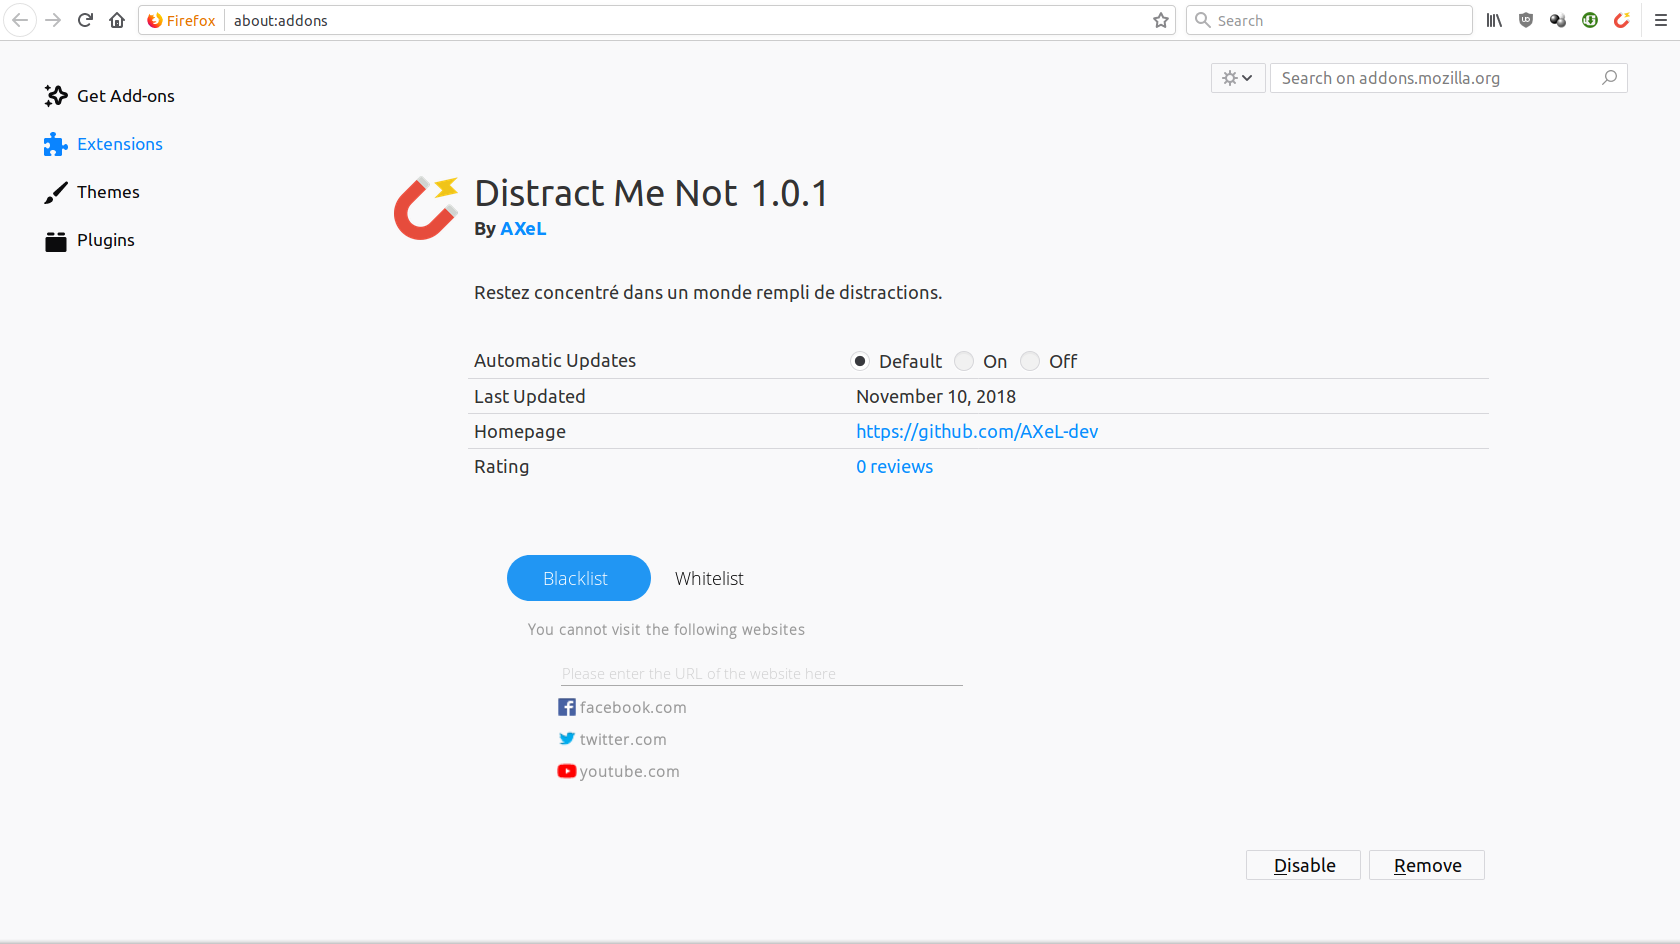 Firefox about:addons Search
Search on addons.mozilla.org
Get Add-ons
Extensions
Themes
Plugins
Distract Me Not 1.0.1
By AXeL
Restez concentré dans un monde rempli de distractions.
Automatic Updates Default On Off
Last Updated November 10, 2018
Homepage https://github.com/AXeL-dev
Rating 0 reviews
Blacklist Whitelist
You cannot visit the following websites
Please enter the URL of the website here
facebook.com
twitter.com
youtube.com
Disable Remove